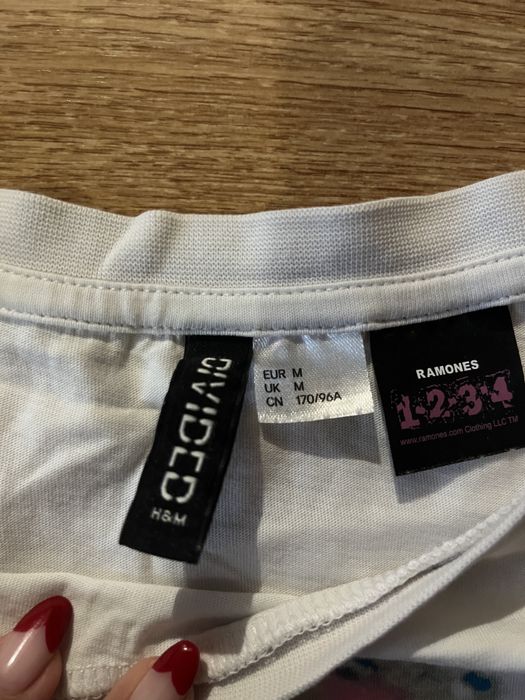 DIVIDED
H&M
EUR M
UK M
CN 170/96A
RAMONES
1-2-3-4
www.ramones.com Clothing LLC TM